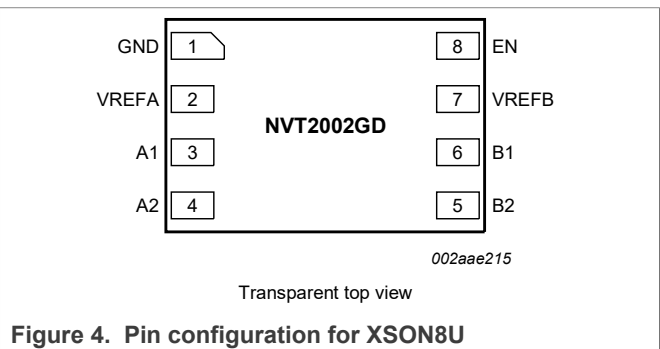 GND 1 8 EN
VREFA 2 7 VREFB
NVT2002GD
A1 3 6 B1
A2 4 5 B2
002aae215
Transparent top view
Figure 4. Pin configuration for XSON8U